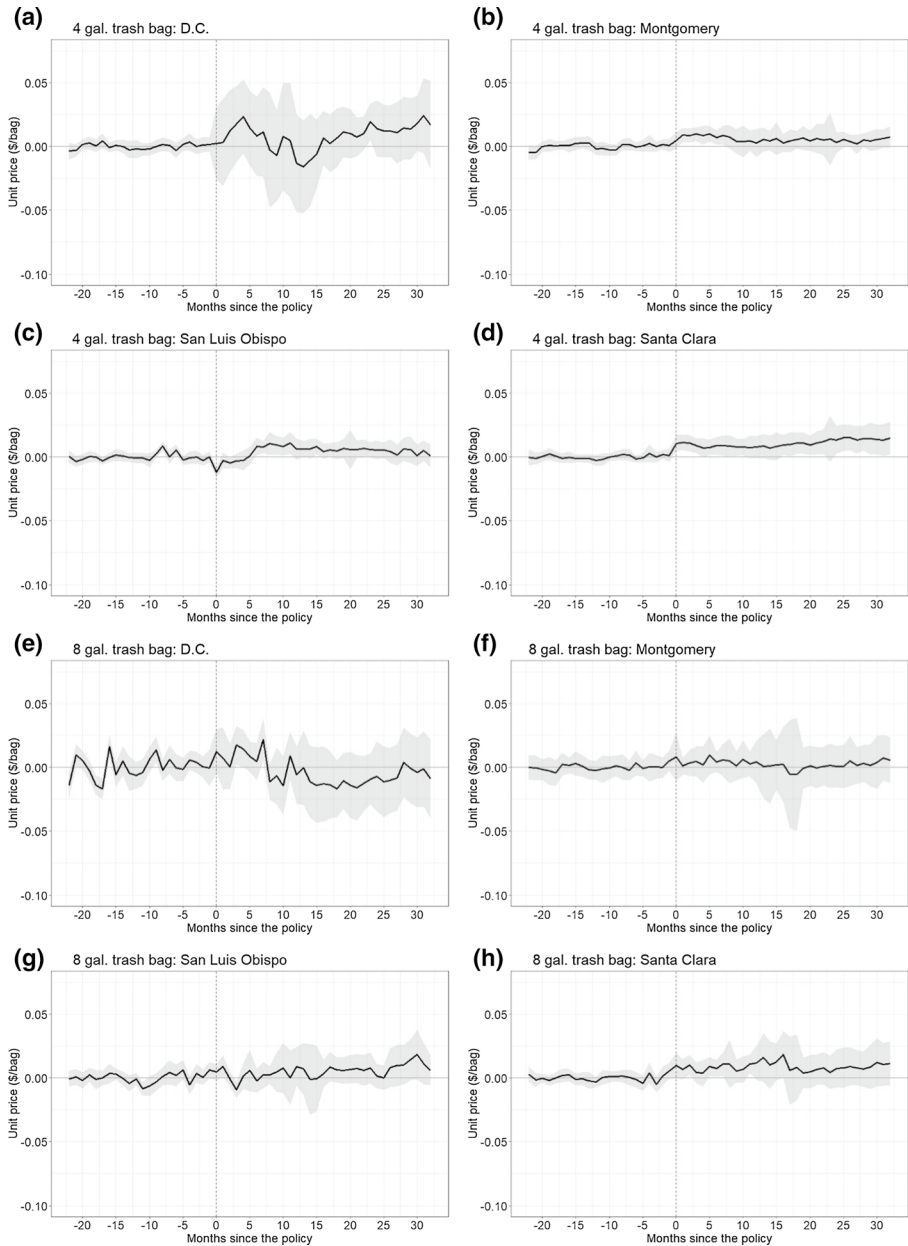 (a)
4 gal. trash bag: D.C.
Unit price ($/bag)
0.05
0.00
-0.05
-0.10
-20 -15 -10 -5 0 5 10 15 20 25 30
Months since the policy
(b)
4 gal. trash bag: Montgomery
Unit price ($/bag)
0.05
0.00
-0.05
-0.10
-20 -15 -10 -5 0 5 10 15 20 25 30
Months since the policy
(c)
4 gal. trash bag: San Luis Obispo
Unit price ($/bag)
0.05
0.00
-0.05
-0.10
-20 -15 -10 -5 0 5 10 15 20 25 30
Months since the policy
(d)
4 gal. trash bag: Santa Clara
Unit price ($/bag)
0.05
0.00
-0.05
-0.10
-20 -15 -10 -5 0 5 10 15 20 25 30
Months since the policy
(e)
8 gal. trash bag: D.C.
Unit price ($/bag)
0.05
0.00
-0.05
-0.10
-20 -15 -10 -5 0 5 10 15 20 25 30
Months since the policy
(f)
8 gal. trash bag: Montgomery
Unit price ($/bag)
0.05
0.00
-0.05
-0.10
-20 -15 -10 -5 0 5 10 15 20 25 30
Months since the policy
(g)
8 gal. trash bag: San Luis Obispo
Unit price ($/bag)
0.05
0.00
-0.05
-0.10
-20 -15 -10 -5 0 5 10 15 20 25 30
Months since the policy
(h)
8 gal. trash bag: Santa Clara
Unit price ($/bag)
0.05
0.00
-0.05
-0.10
-20 -15 -10 -5 0 5 10 15 20 25 30
Months since the policy